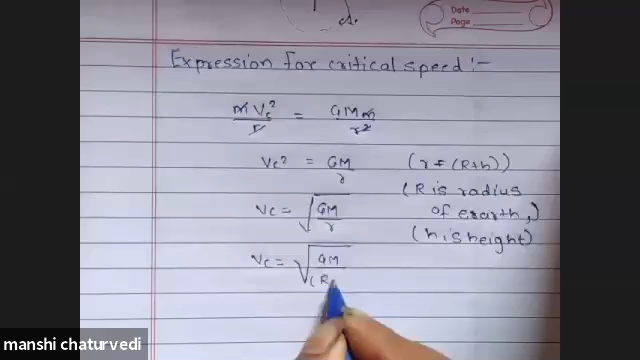 Date
Page
Expression for critical speed :-
m Vc² / r = GMm / r²
Vc² = GM / r (r = (R+h))
Vc = √GM / r (R is radius
of earth,)
(h is height)
Vc = √GM / (R
manshi chaturvedi